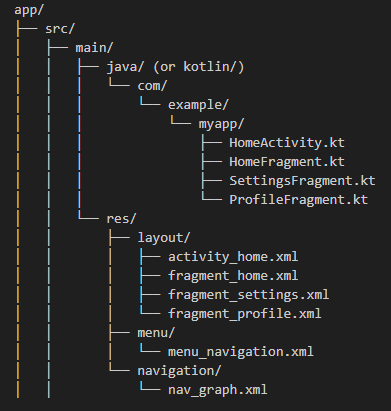 app/
├── src/
│   ├── main/
│   │   ├── java/ (or kotlin/)
│   │   │   └── com/
│   │   │       └── example/
│   │   │           └── myapp/
│   │   │               ├── HomeActivity.kt
│   │   │               ├── HomeFragment.kt
│   │   │               ├── SettingsFragment.kt
│   │   │               └── ProfileFragment.kt
│   │   └── res/
│   │       ├── layout/
│   │       │   ├── activity_home.xml
│   │       │   ├── fragment_home.xml
│   │       │   ├── fragment_settings.xml
│   │       │   └── fragment_profile.xml
│   │       ├── menu/
│   │       │   └── menu_navigation.xml
│   │       └── navigation/
│   │           └── nav_graph.xml